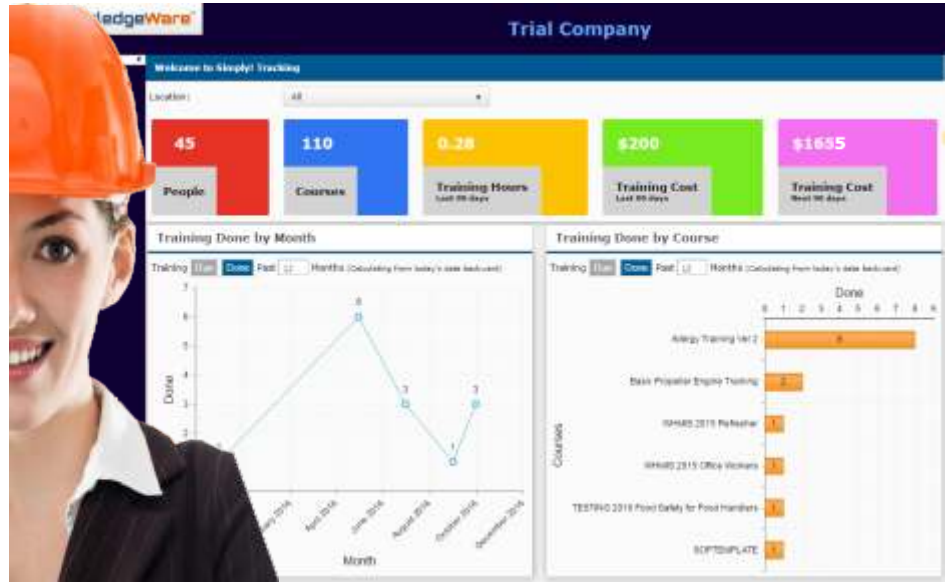 ledgeWare
Trial Company
Welcome to Simply! Tracking
Location:
All
45
People
110
Courses
0.28
Training Hours
Last 90 days
$200
Training Cost
Last 90 days
$1655
Training Cost
Next 90 days
Training Done by Month
Training Due Done Past 12 Months (Calculating from today's date backward)
7
6
5
4
3
2
Done
6
3
1
3
April 2016
June 2016
August 2016
October 2016
December 2016
Month
Training Done by Course
Training Due Done Past 12 Months (Calculating from today's date backward)
Done
0 1 2 3 4 5 6 7 8 9
Courses
Allergy Training Ver 2
8
Basic Propeller Engine Training
2
WHMIS 2015 Refresher
1
WHMIS 2015 Office Workers
1
TESTING 2016 Food Safety for Food Handlers
1
SOPTEMPLATE
1